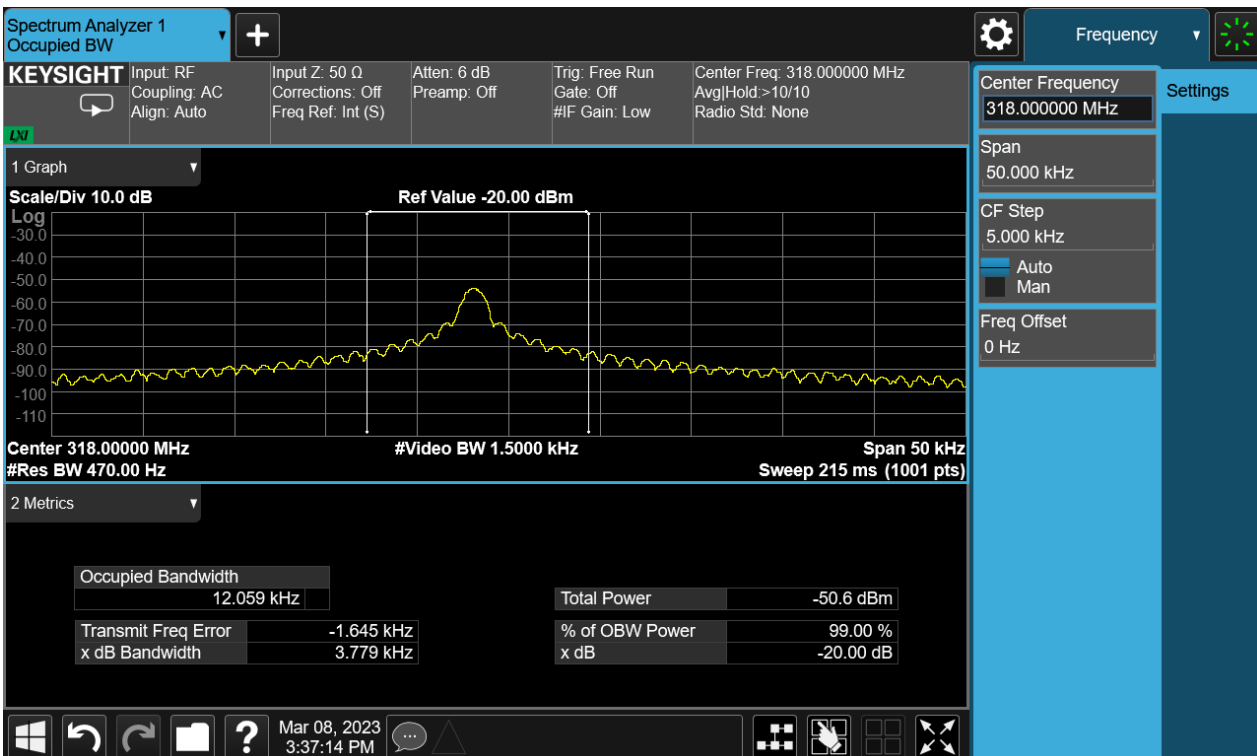 Spectrum Analyzer 1
Occupied BW
Frequency
KEYSIGHT
LXI
Input: RF
Coupling: AC
Align: Auto
Input Z: 50 Ω
Corrections: Off
Freq Ref: Int (S)
Atten: 6 dB
Preamp: Off
Trig: Free Run
Gate: Off
#IF Gain: Low
Center Freq: 318.000000 MHz
Avg|Hold:>10/10
Radio Std: None
Center Frequency
318.000000 MHz
Settings
Span
50.000 kHz
CF Step
5.000 kHz
Auto
Man
Freq Offset
0 Hz
1 Graph
Scale/Div 10.0 dB
Ref Value -20.00 dBm
Log
-30.0
-40.0
-50.0
-60.0
-70.0
-80.0
-90.0
-100
-110
Center 318.00000 MHz
#Video BW 1.5000 kHz
Span 50 kHz
#Res BW 470.00 Hz
Sweep 215 ms (1001 pts)
2 Metrics
Occupied Bandwidth
12.059 kHz
Total Power -50.6 dBm
Transmit Freq Error -1.645 kHz
% of OBW Power 99.00 %
x dB Bandwidth 3.779 kHz
x dB -20.00 dB
?
Mar 08, 2023
3:37:14 PM